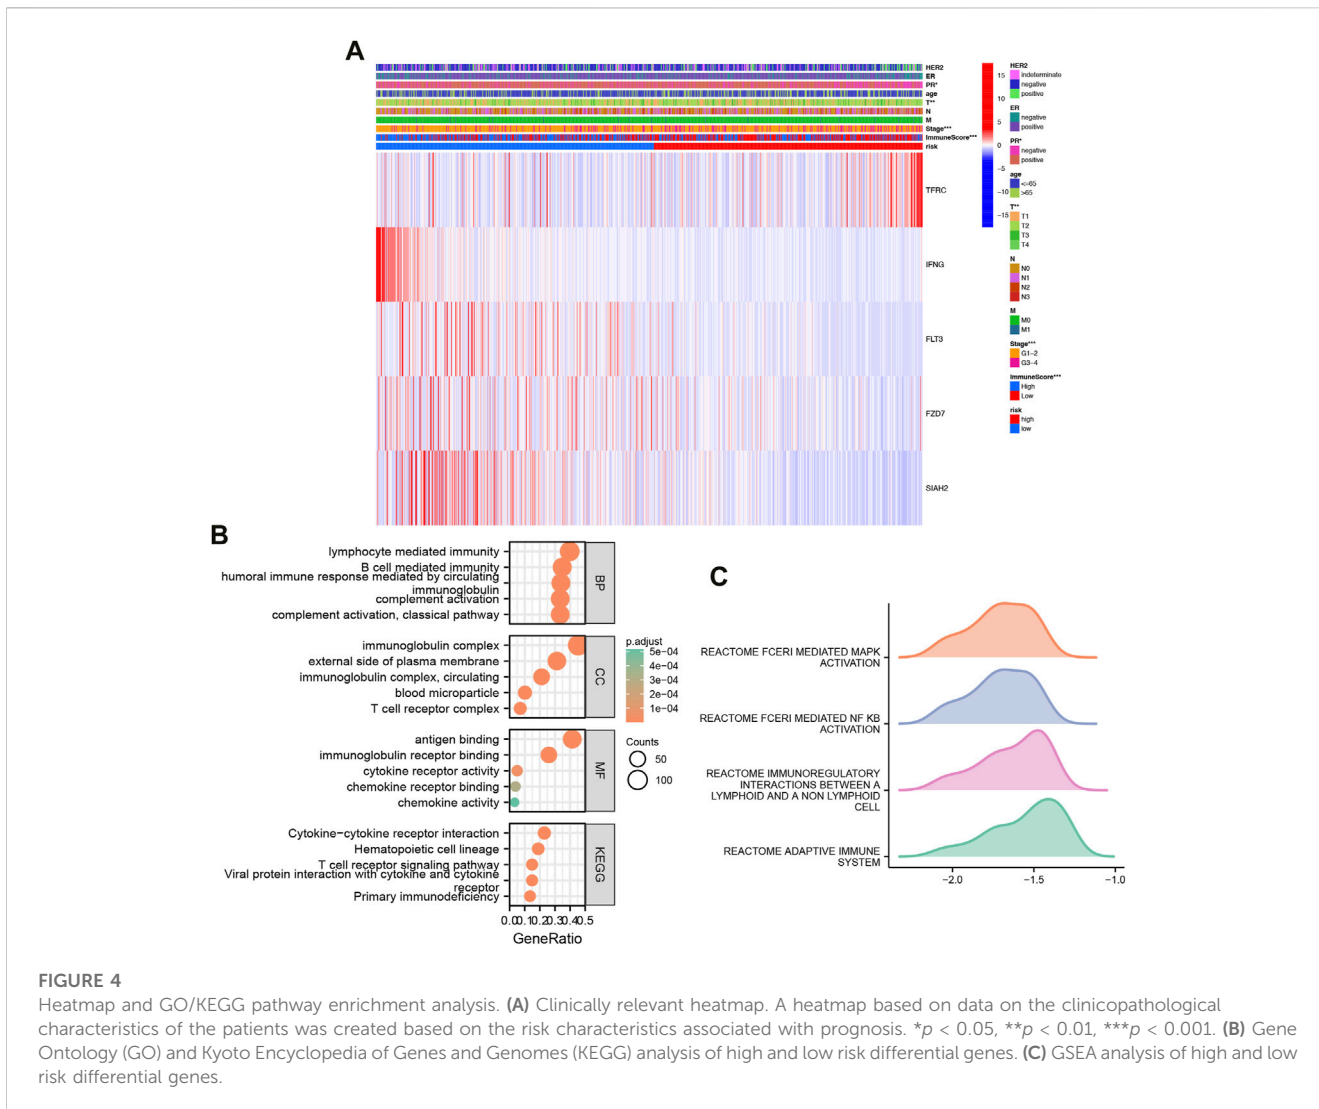 A
HER2
ER
PR*
age
T**
N
M
Stage***
ImmuneScore***
risk
TFRC
IFNG
FLT3
FZD7
SIAH2
15
10
5
0
−5
−10
−15
HER2
indeterminate
negative
positive
ER
negative
positive
PR*
negative
positive
age
<=65
>65
T**
T1
T2
T3
T4
N
N0
N1
N2
N3
M
M0
M1
Stage***
G1−2
G3−4
ImmuneScore***
High
Low
risk
high
low
B
lymphocyte mediated immunity
B cell mediated immunity
humoral immune response mediated by circulating
immunoglobulin
complement activation
complement activation, classical pathway
BP
immunoglobulin complex
external side of plasma membrane
immunoglobulin complex, circulating
blood microparticle
T cell receptor complex
CC
antigen binding
immunoglobulin receptor binding
cytokine receptor activity
chemokine receptor binding
chemokine activity
MF
Cytokine−cytokine receptor interaction
Hematopoietic cell lineage
T cell receptor signaling pathway
Viral protein interaction with cytokine and cytokine
receptor
Primary immunodeficiency
KEGG
0.0 0.1 0.2 0.3 0.4 0.5
GeneRatio
p.adjust
5e−04
4e−04
3e−04
2e−04
1e−04
Counts
50
100
C
REACTOME FCERI MEDIATED MAPK
ACTIVATION
REACTOME FCERI MEDIATED NF KB
ACTIVATION
REACTOME IMMUNOREGULATORY
INTERACTIONS BETWEEN A
LYMPHOID AND A NON LYMPHOID
CELL
REACTOME ADAPTIVE IMMUNE
SYSTEM
−2.0 −1.5 −1.0
FIGURE 4
Heatmap and GO/KEGG pathway enrichment analysis. (A) Clinically relevant heatmap. A heatmap based on data on the clinicopathological
characteristics of the patients was created based on the risk characteristics associated with prognosis. *p < 0.05, **p < 0.01, ***p < 0.001. (B) Gene
Ontology (GO) and Kyoto Encyclopedia of Genes and Genomes (KEGG) analysis of high and low risk differential genes. (C) GSEA analysis of high and low
risk differential genes.